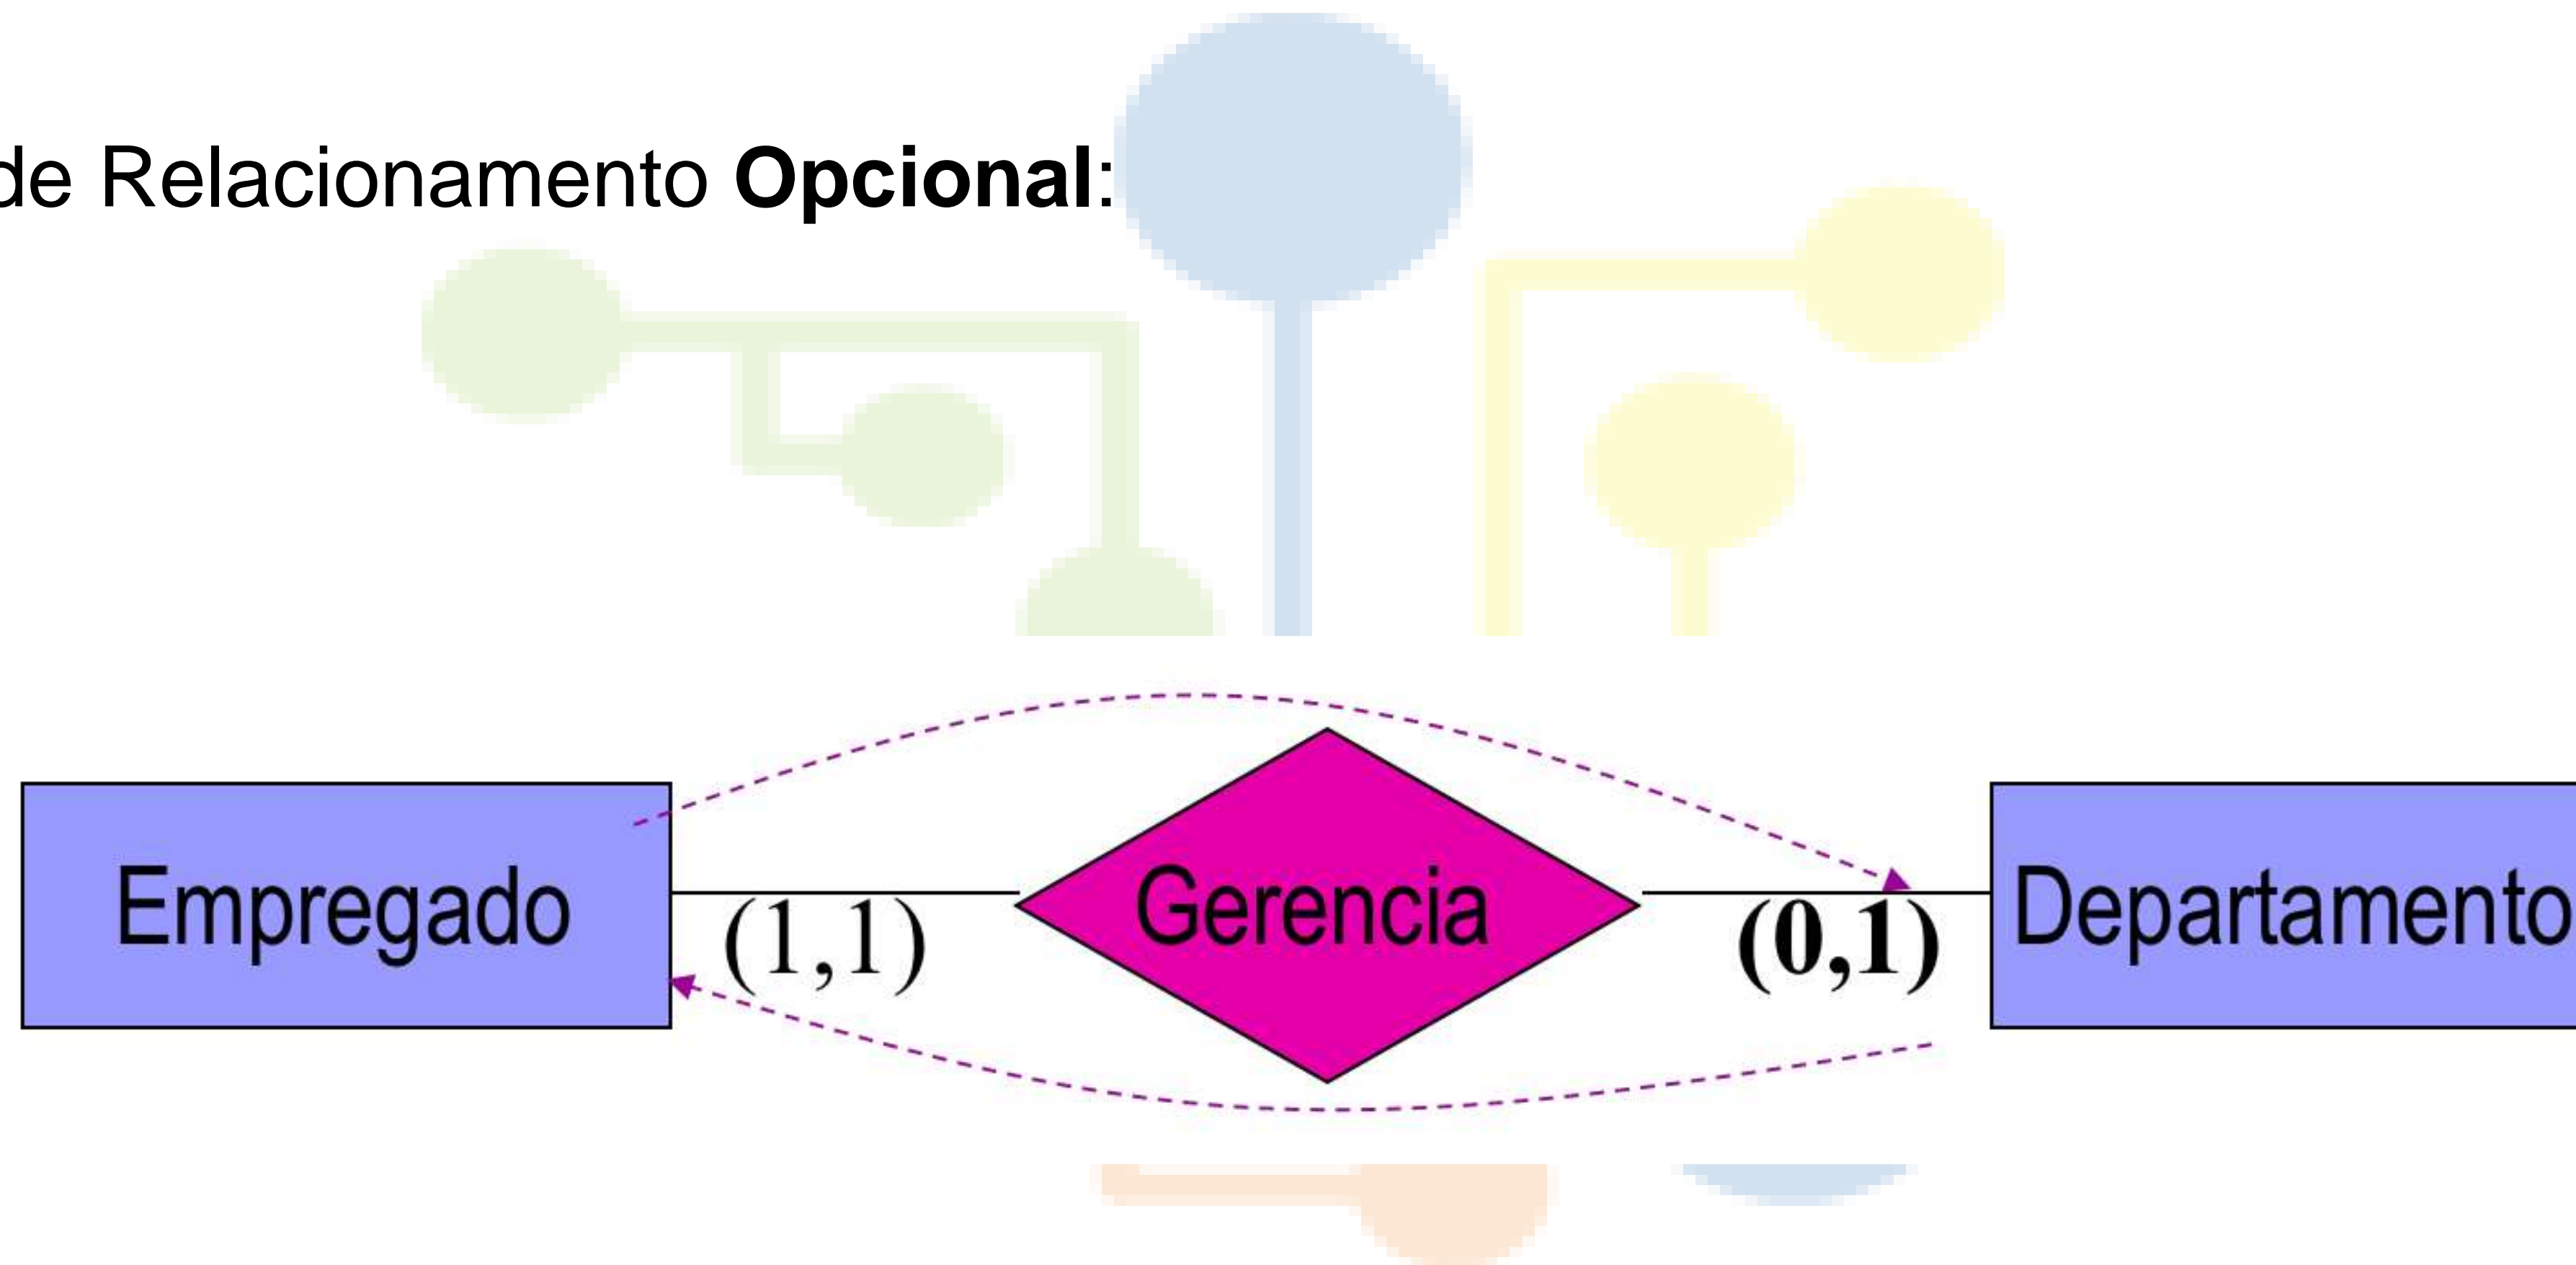 de Relacionamento Opcional:
Empregado
(1,1)
Gerencia
(0,1)
Departamento